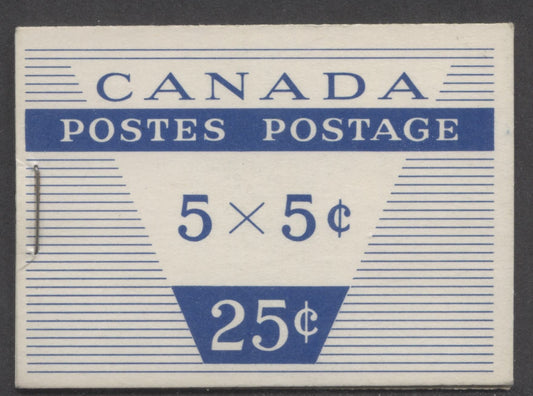 CANADA
POSTES POSTAGE
5 × 5¢
25¢